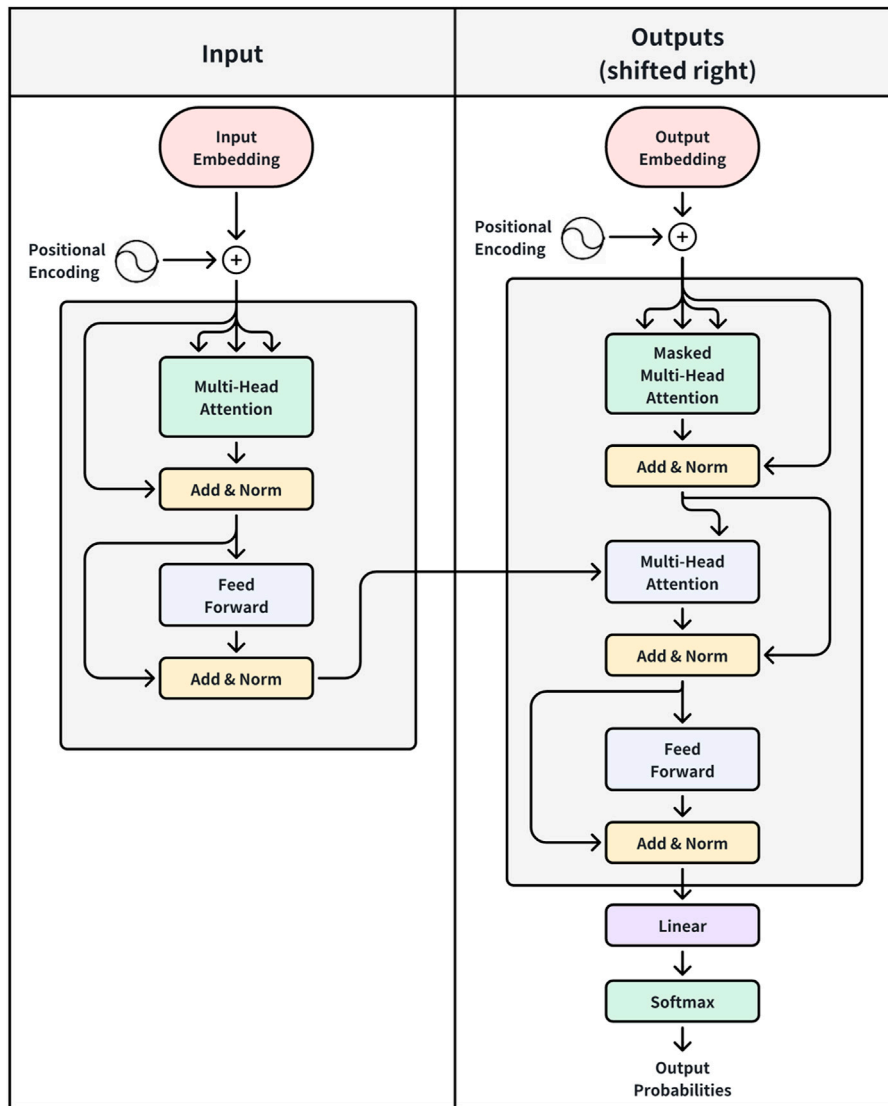 Input
Outputs
(shifted right)
Input
Embedding
Positional
Encoding
Multi-Head
Attention
Add & Norm
Feed
Forward
Add & Norm
Output
Embedding
Positional
Encoding
Masked
Multi-Head
Attention
Add & Norm
Multi-Head
Attention
Add & Norm
Feed
Forward
Add & Norm
Linear
Softmax
Output
Probabilities